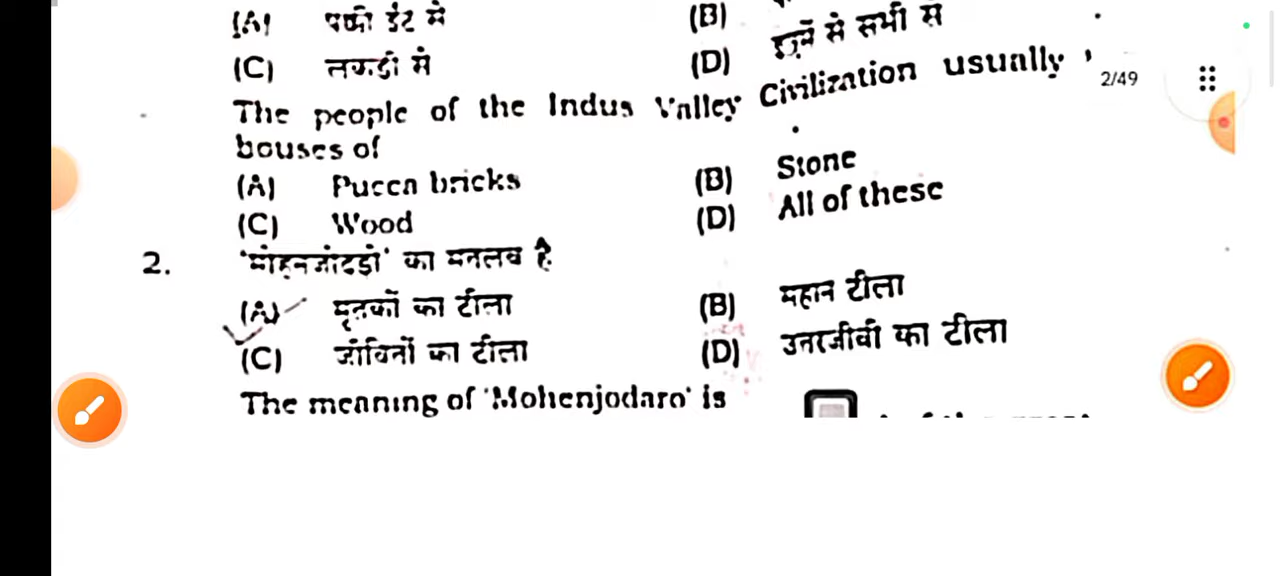 (A) पक्की ईंट में (B)
(C) लकड़ी में (D) इनमें से सभी से
The people of the Indus Valley Civilization usually
houses of
2/49
(A) Pucca bricks (B) Stone
(C) Wood (D) All of these
2. 'मोहनजोदड़ो' का मतलब है
(A) मृतकों का टीला (B) महान टीला
(C) जीवितों का टीला (D) उत्तरजीवी का टीला
The meaning of 'Mohenjodaro' is